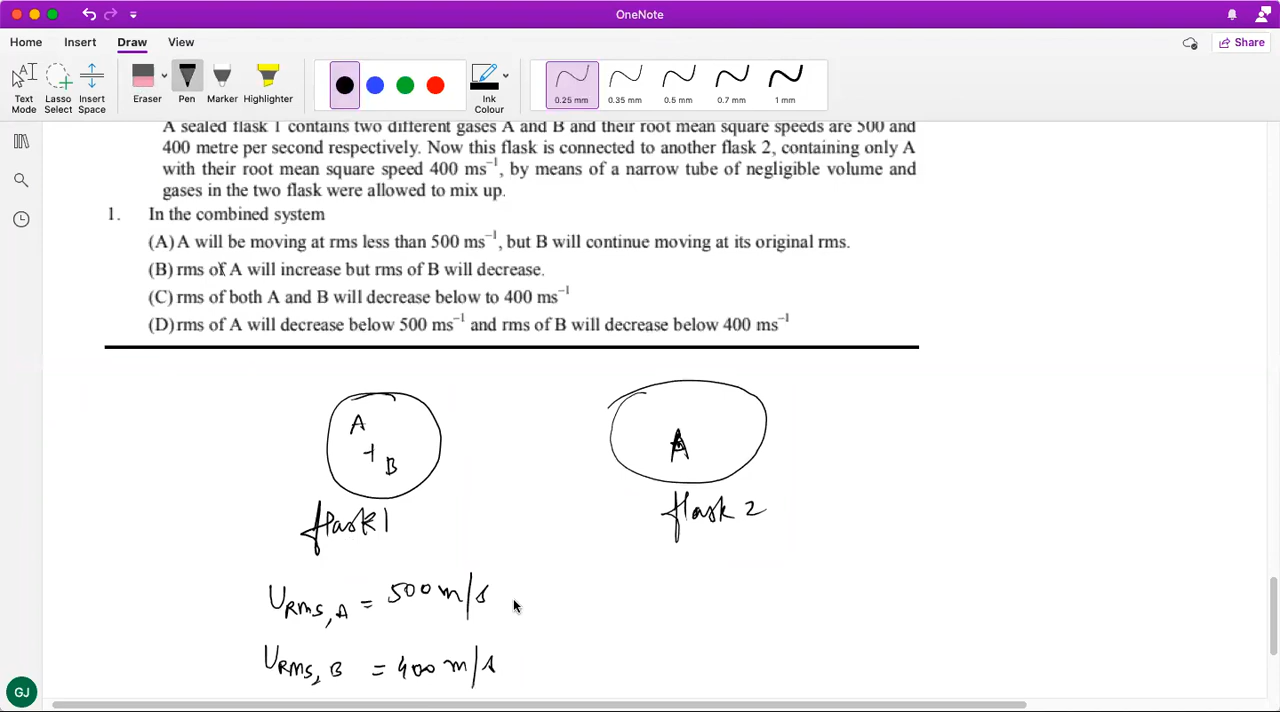 OneNote
Home Insert Draw View
Share
Text Mode
Lasso Select
Insert Space
Eraser
Pen
Marker
Highlighter
Ink Colour
0.25 mm
0.35 mm
0.5 mm
0.7 mm
1 mm
A sealed flask 1 contains two different gases A and B and their root mean square speeds are 500 and
400 metre per second respectively. Now this flask is connected to another flask 2, containing only A
with their root mean square speed 400 ms⁻¹, by means of a narrow tube of negligible volume and
gases in the two flask were allowed to mix up.
1. In the combined system
(A) A will be moving at rms less than 500 ms⁻¹, but B will continue moving at its original rms.
(B) rms of A will increase but rms of B will decrease.
(C) rms of both A and B will decrease below to 400 ms⁻¹
(D) rms of A will decrease below 500 ms⁻¹ and rms of B will decrease below 400 ms⁻¹
A
+
B
A
flask 1
flask 2
URMS, A = 500 m/s
URMS, B = 400 m/s
GJ